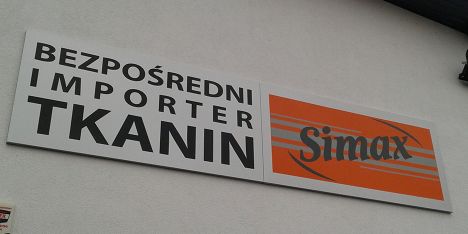 BEZPOŚREDNI
IMPORTER
TKANIN
Simax